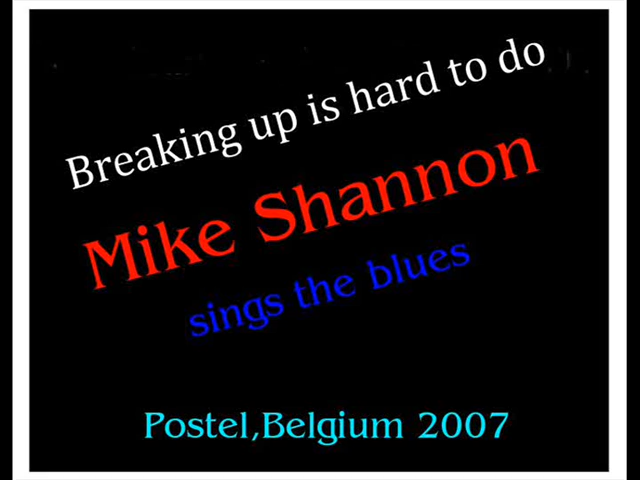 Breaking up is hard to do
Mike Shannon
sings the blues
Postel,Belgium 2007